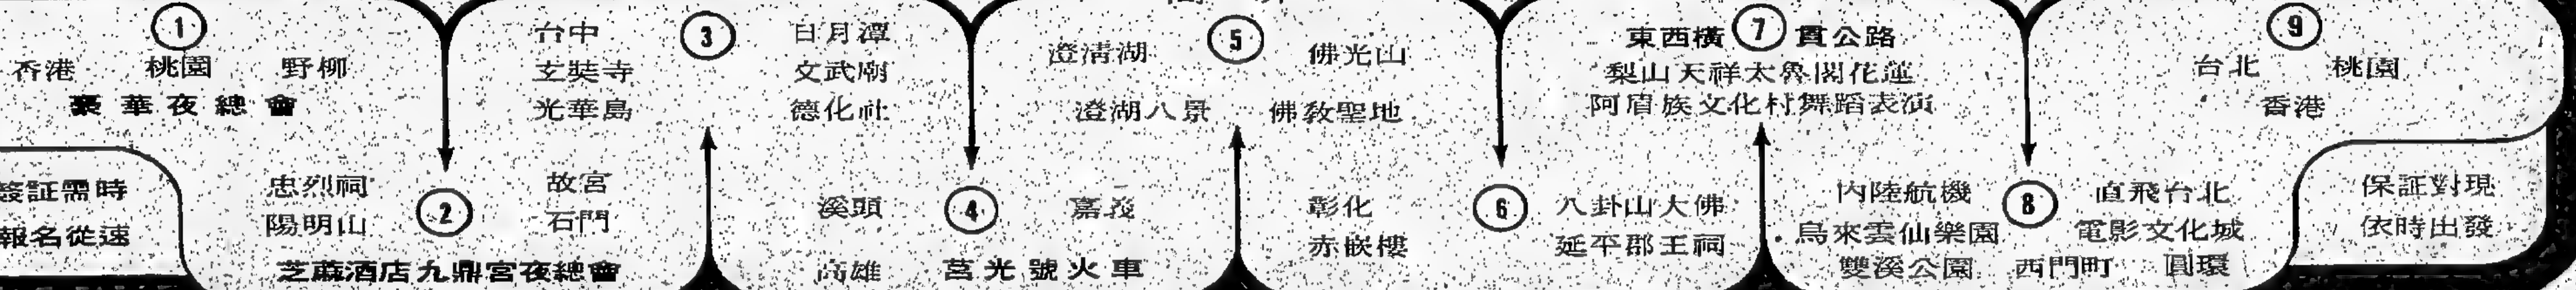 ①
香港 桃園 野柳
豪華夜總會
簽証需時
報名從速
忠烈祠 ② 故宮
陽明山 石門
芝蔴酒店九鼎宮夜總會
台中 ③ 日月潭
玄奘寺 文武廟
光華島 德化社
溪頭 ④ 嘉義
高雄 莒光號火車
澄清湖 ⑤ 佛光山
澄湖八景 佛教聖地
彰化 ⑥ 八卦山大佛
赤嵌樓 延平郡王祠
東西橫 ⑦ 貫公路
梨山天祥太魯閣花蓮
阿眉族文化村舞蹈表演
內陸航機 ⑧ 直飛台北
烏來雲仙樂園 電影文化城
雙溪公園 西門町 圓環
⑨
台北 桃園
香港
保証對現
依時出發